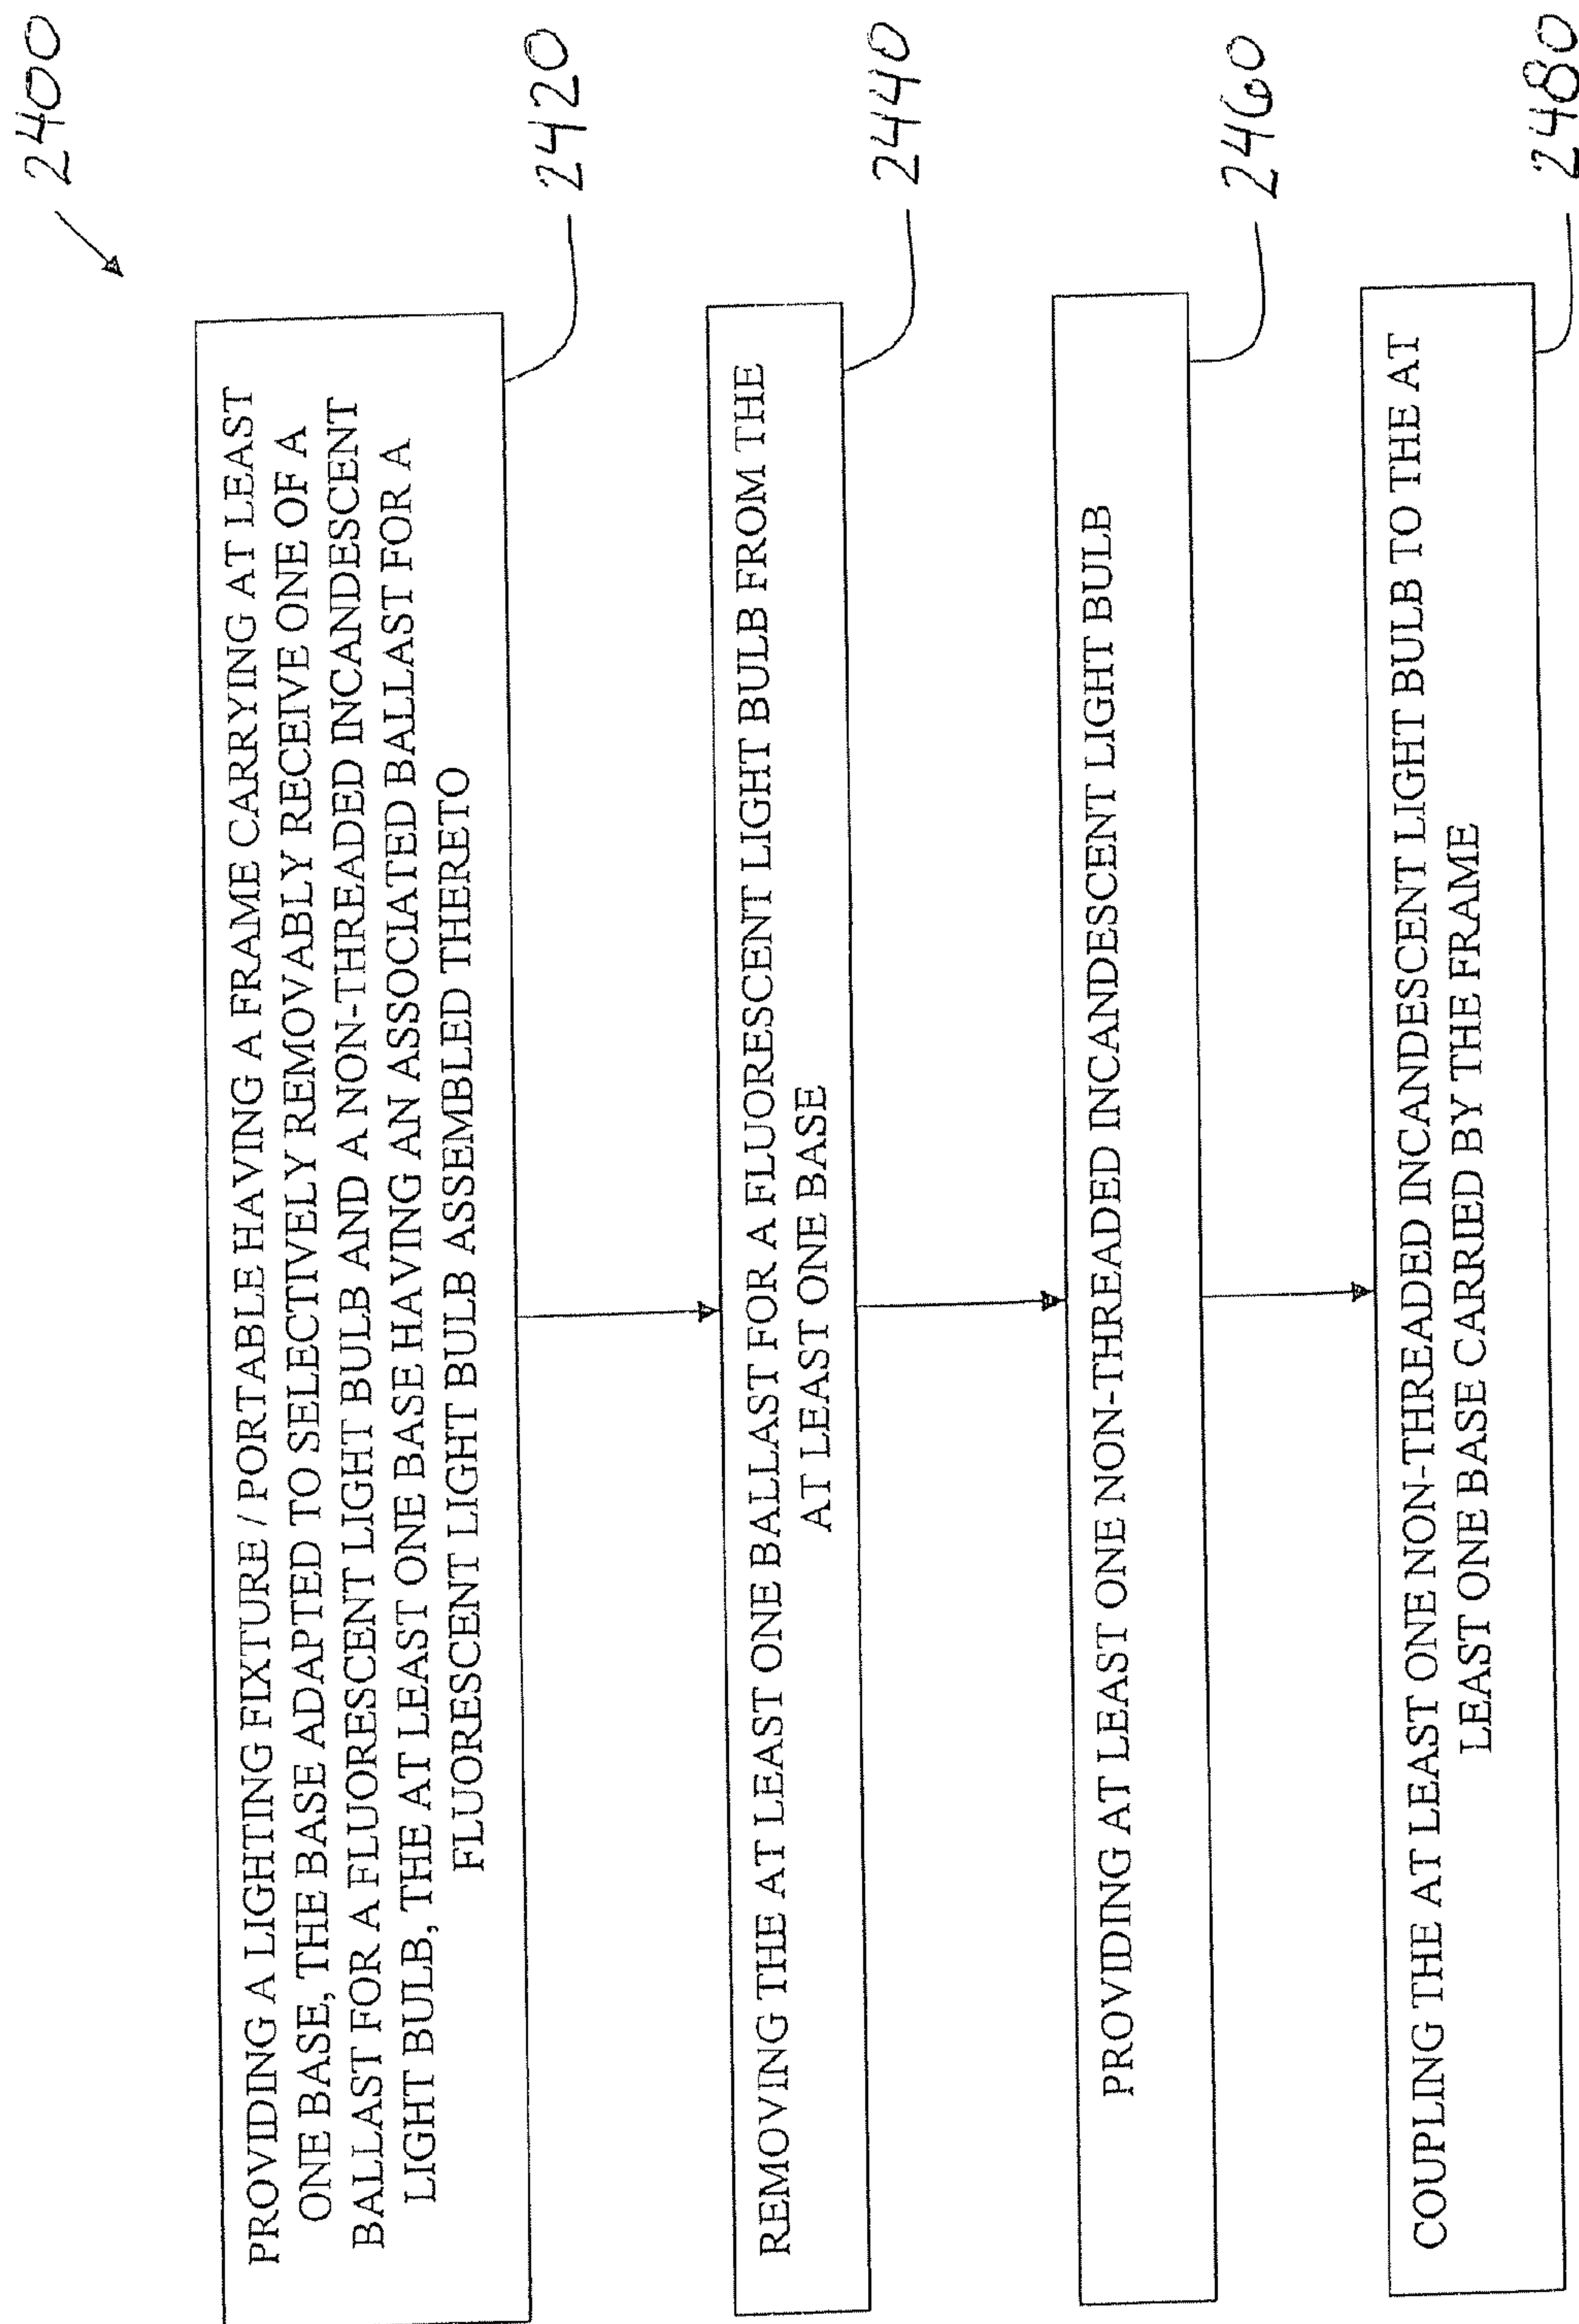 2400
PROVIDING A LIGHTING FIXTURE / PORTABLE HAVING A FRAME CARRYING AT LEAST
ONE BASE, THE BASE ADAPTED TO SELECTIVELY REMOVABLY RECEIVE ONE OF A
BALLAST FOR A FLUORESCENT LIGHT BULB AND A NON-THREADED INCANDESCENT
LIGHT BULB, THE AT LEAST ONE BASE HAVING AN ASSOCIATED BALLAST FOR A
FLUORESCENT LIGHT BULB ASSEMBLED THERETO
2420
REMOVING THE AT LEAST ONE BALLAST FOR A FLUORESCENT LIGHT BULB FROM THE
AT LEAST ONE BASE
2440
PROVIDING AT LEAST ONE NON-THREADED INCANDESCENT LIGHT BULB
2460
COUPLING THE AT LEAST ONE NON-THREADED INCANDESCENT LIGHT BULB TO THE AT
LEAST ONE BASE CARRIED BY THE FRAME
2480